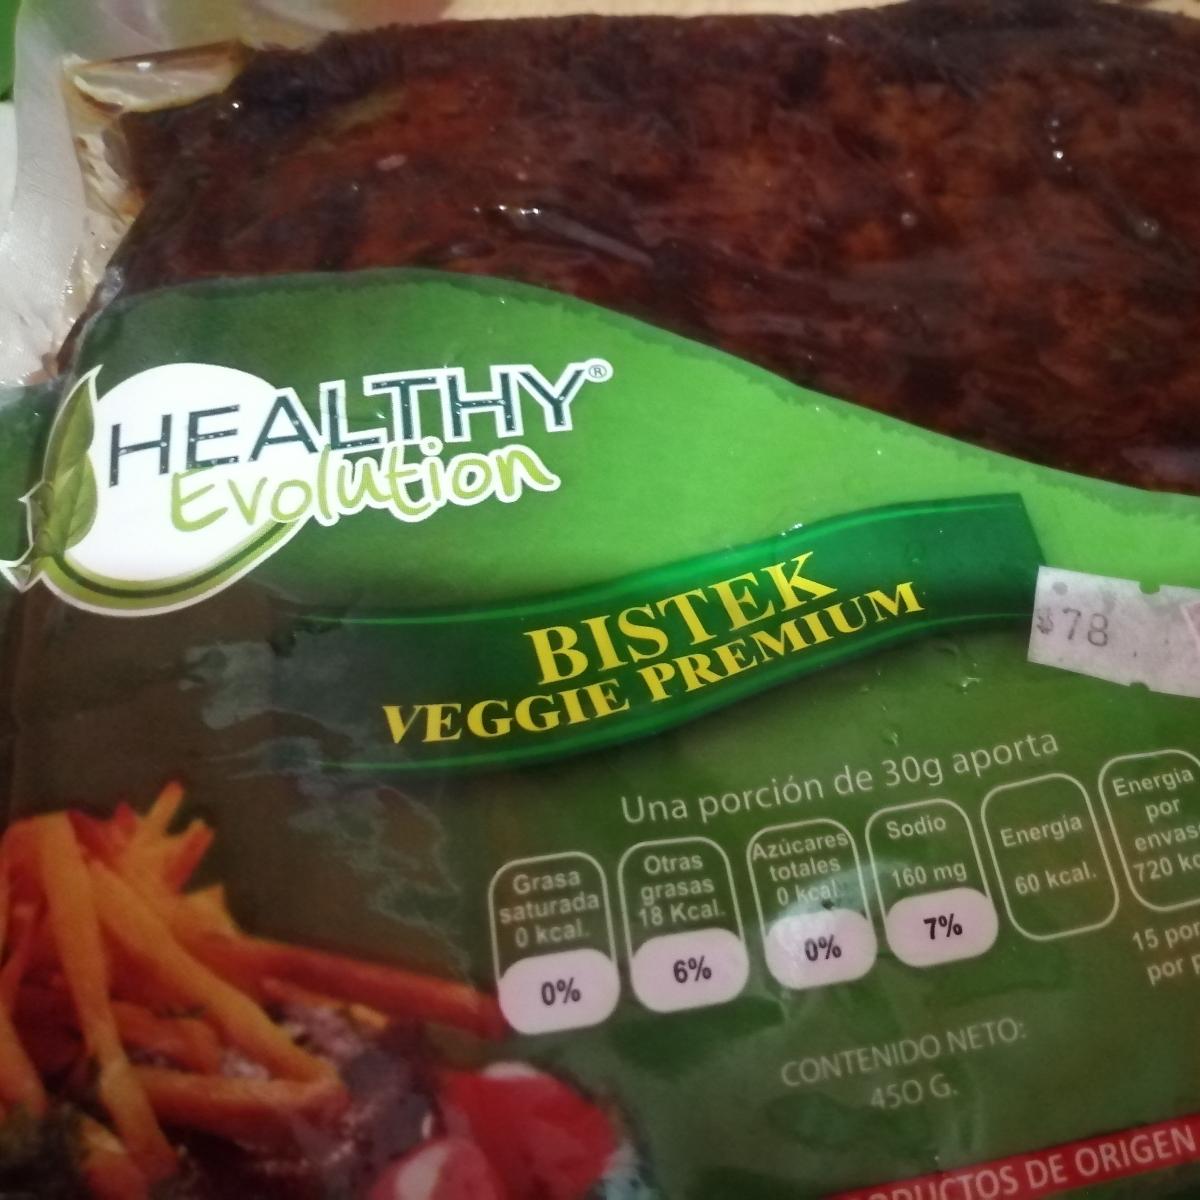 HEALTHY®
Evolution
BISTEK
VEGGIE PREMIUM
$78
Una porción de 30g aporta
Grasa
saturada
0 kcal.
0%
Otras
grasas
18 Kcal.
6%
Azúcares
totales
0 kcal.
0%
Sodio
160 mg
7%
Energía
60 kcal.
Energía
por
720
15
por
CONTENIDO NETO:
450 G.
DE ORIGEN